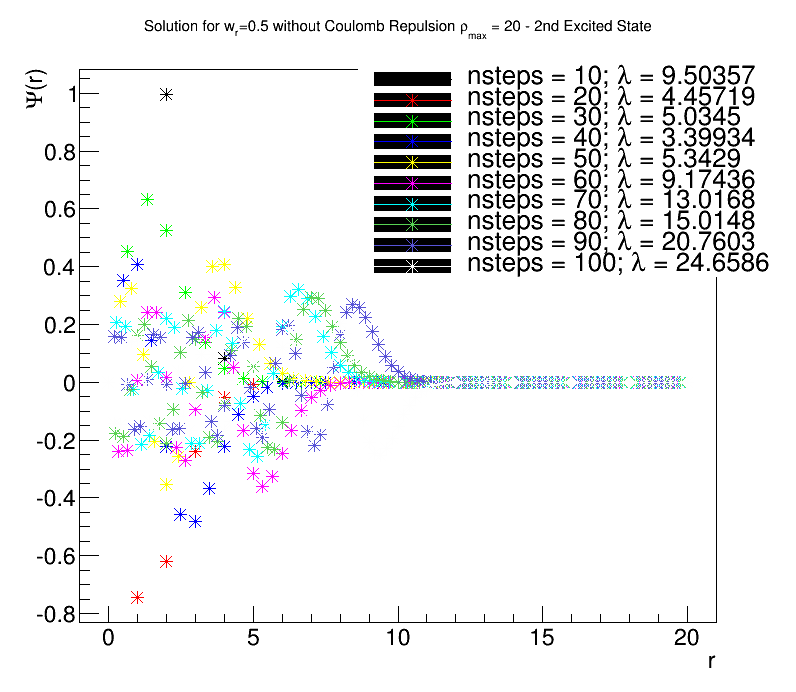 Solution for wr=0.5 without Coulomb Repulsion ρmax = 20 - 2nd Excited State
Ψ(r)
nsteps = 10; λ = 9.50357
nsteps = 20; λ = 4.45719
nsteps = 30; λ = 5.0345
nsteps = 40; λ = 3.39934
nsteps = 50; λ = 5.3429
nsteps = 60; λ = 9.17436
nsteps = 70; λ = 13.0168
nsteps = 80; λ = 15.0148
nsteps = 90; λ = 20.7603
nsteps = 100; λ = 24.6586
1
0.8
0.6
0.4
0.2
0
-0.2
-0.4
-0.6
-0.8
0 5 10 15 20
r